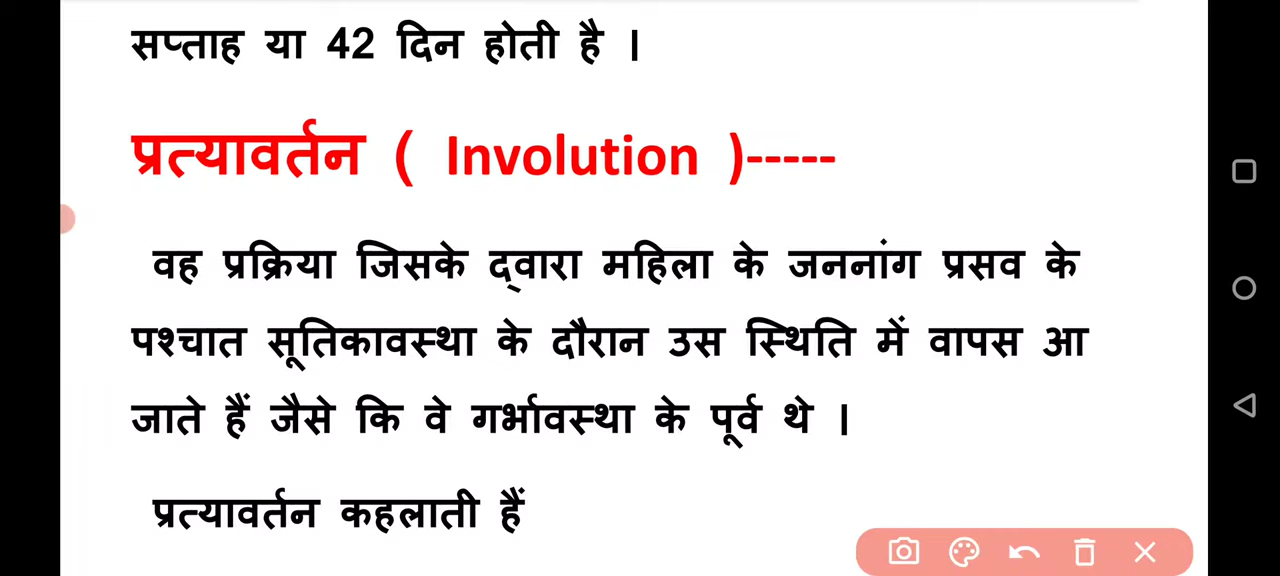 सप्ताह या 42 दिन होती है ।
प्रत्यावर्तन ( Involution )-----
वह प्रक्रिया जिसके द्वारा महिला के जननांग प्रसव के
पश्चात सूतिकावस्था के दौरान उस स्थिति में वापस आ
जाते हैं जैसे कि वे गर्भावस्था के पूर्व थे ।
प्रत्यावर्तन कहलाती हैं